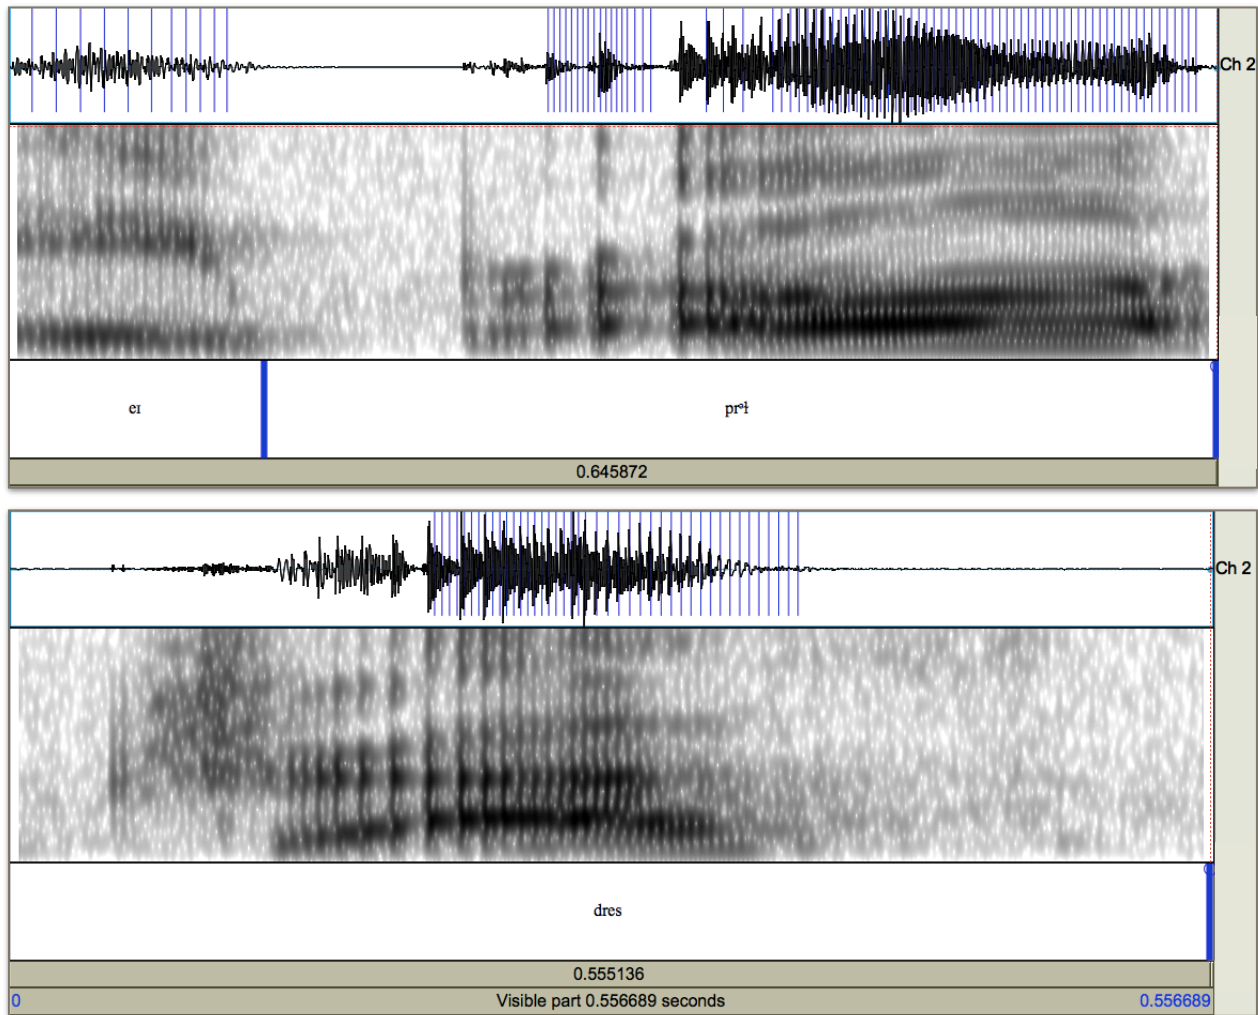 Ch 2
eɪ prᵊɫ
0.645872
Ch 2
dres
0.555136
0 Visible part 0.556689 seconds 0.556689